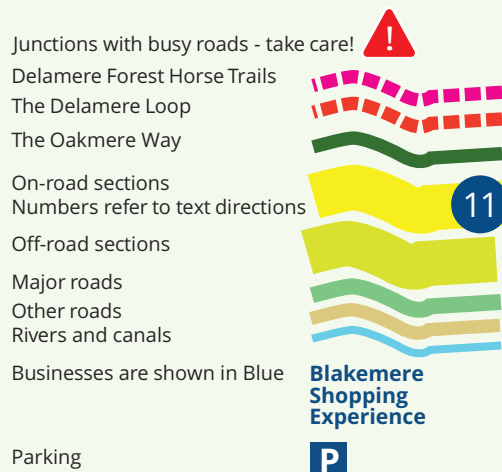 Junctions with busy roads - take care! !
Delamere Forest Horse Trails
The Delamere Loop
The Oakmere Way
On-road sections
Numbers refer to text directions 11
Off-road sections
Major roads
Other roads
Rivers and canals
Businesses are shown in Blue Blakemere
Shopping
Experience
Parking P